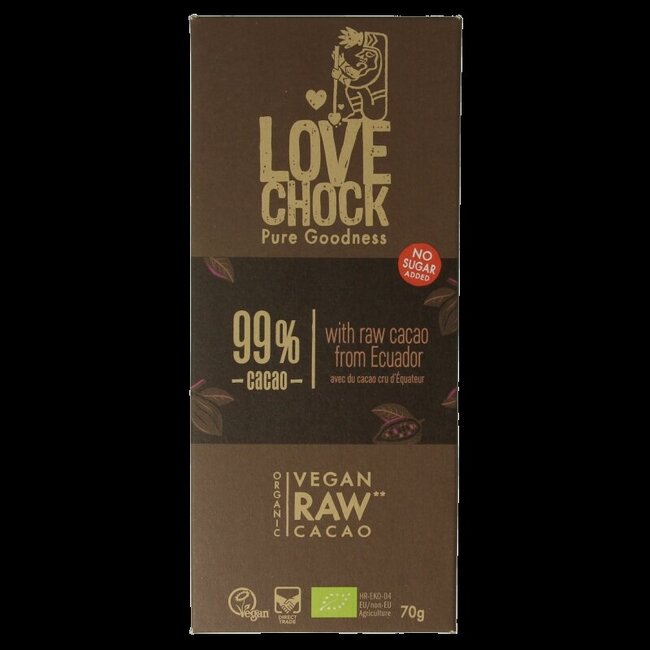 LOVE
CHOCK
Pure Goodness
NO
SUGAR
ADDED
99%
CACAO
with raw cacao
from Ecuador
avec du cacao cru d'Équateur
ORGANIC
VEGAN
RAW**
CACAO
Vegan
DIRECT
TRADE
HR-EKO-04
EU/non-EU
Agriculture
70g